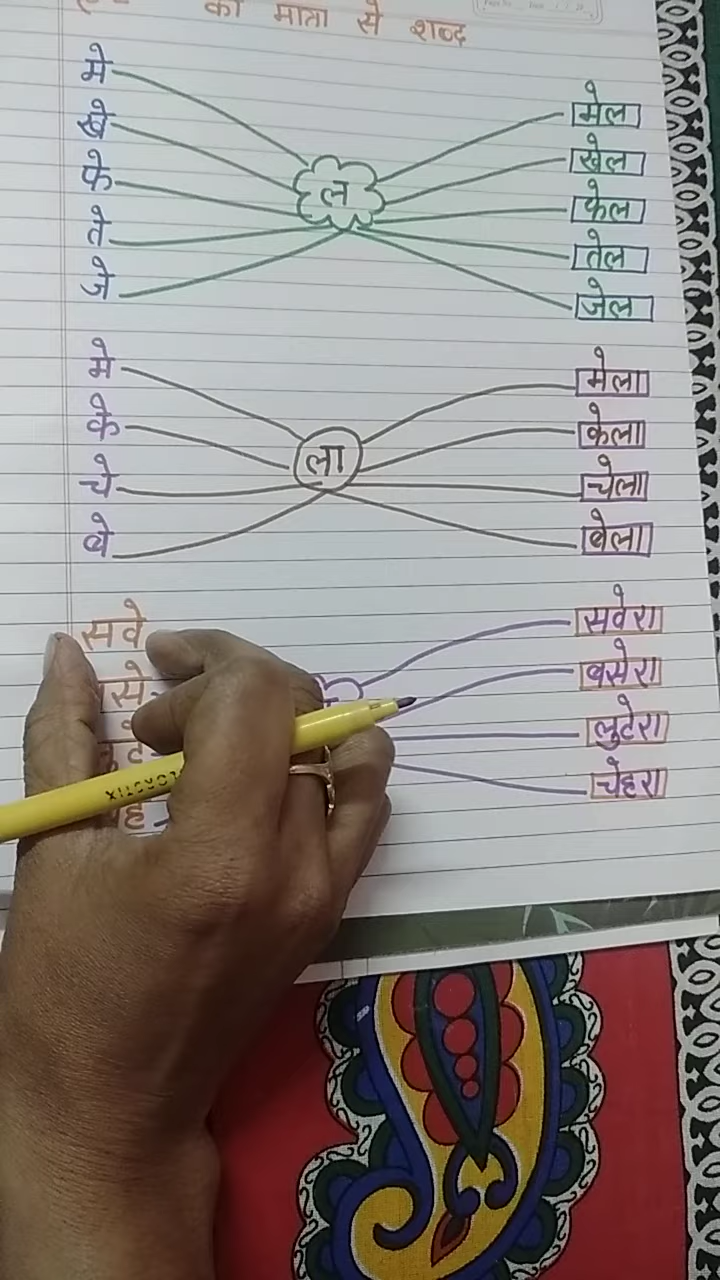 की मात्रा से शब्द
मे मेल
खे खेल
फे ल फेल
ते तेल
जे जेल
मे मेला
के केला
चे ला चेला
बे बेला
सवे सवेरा
बसेरा
लुटेरा
चेहरा